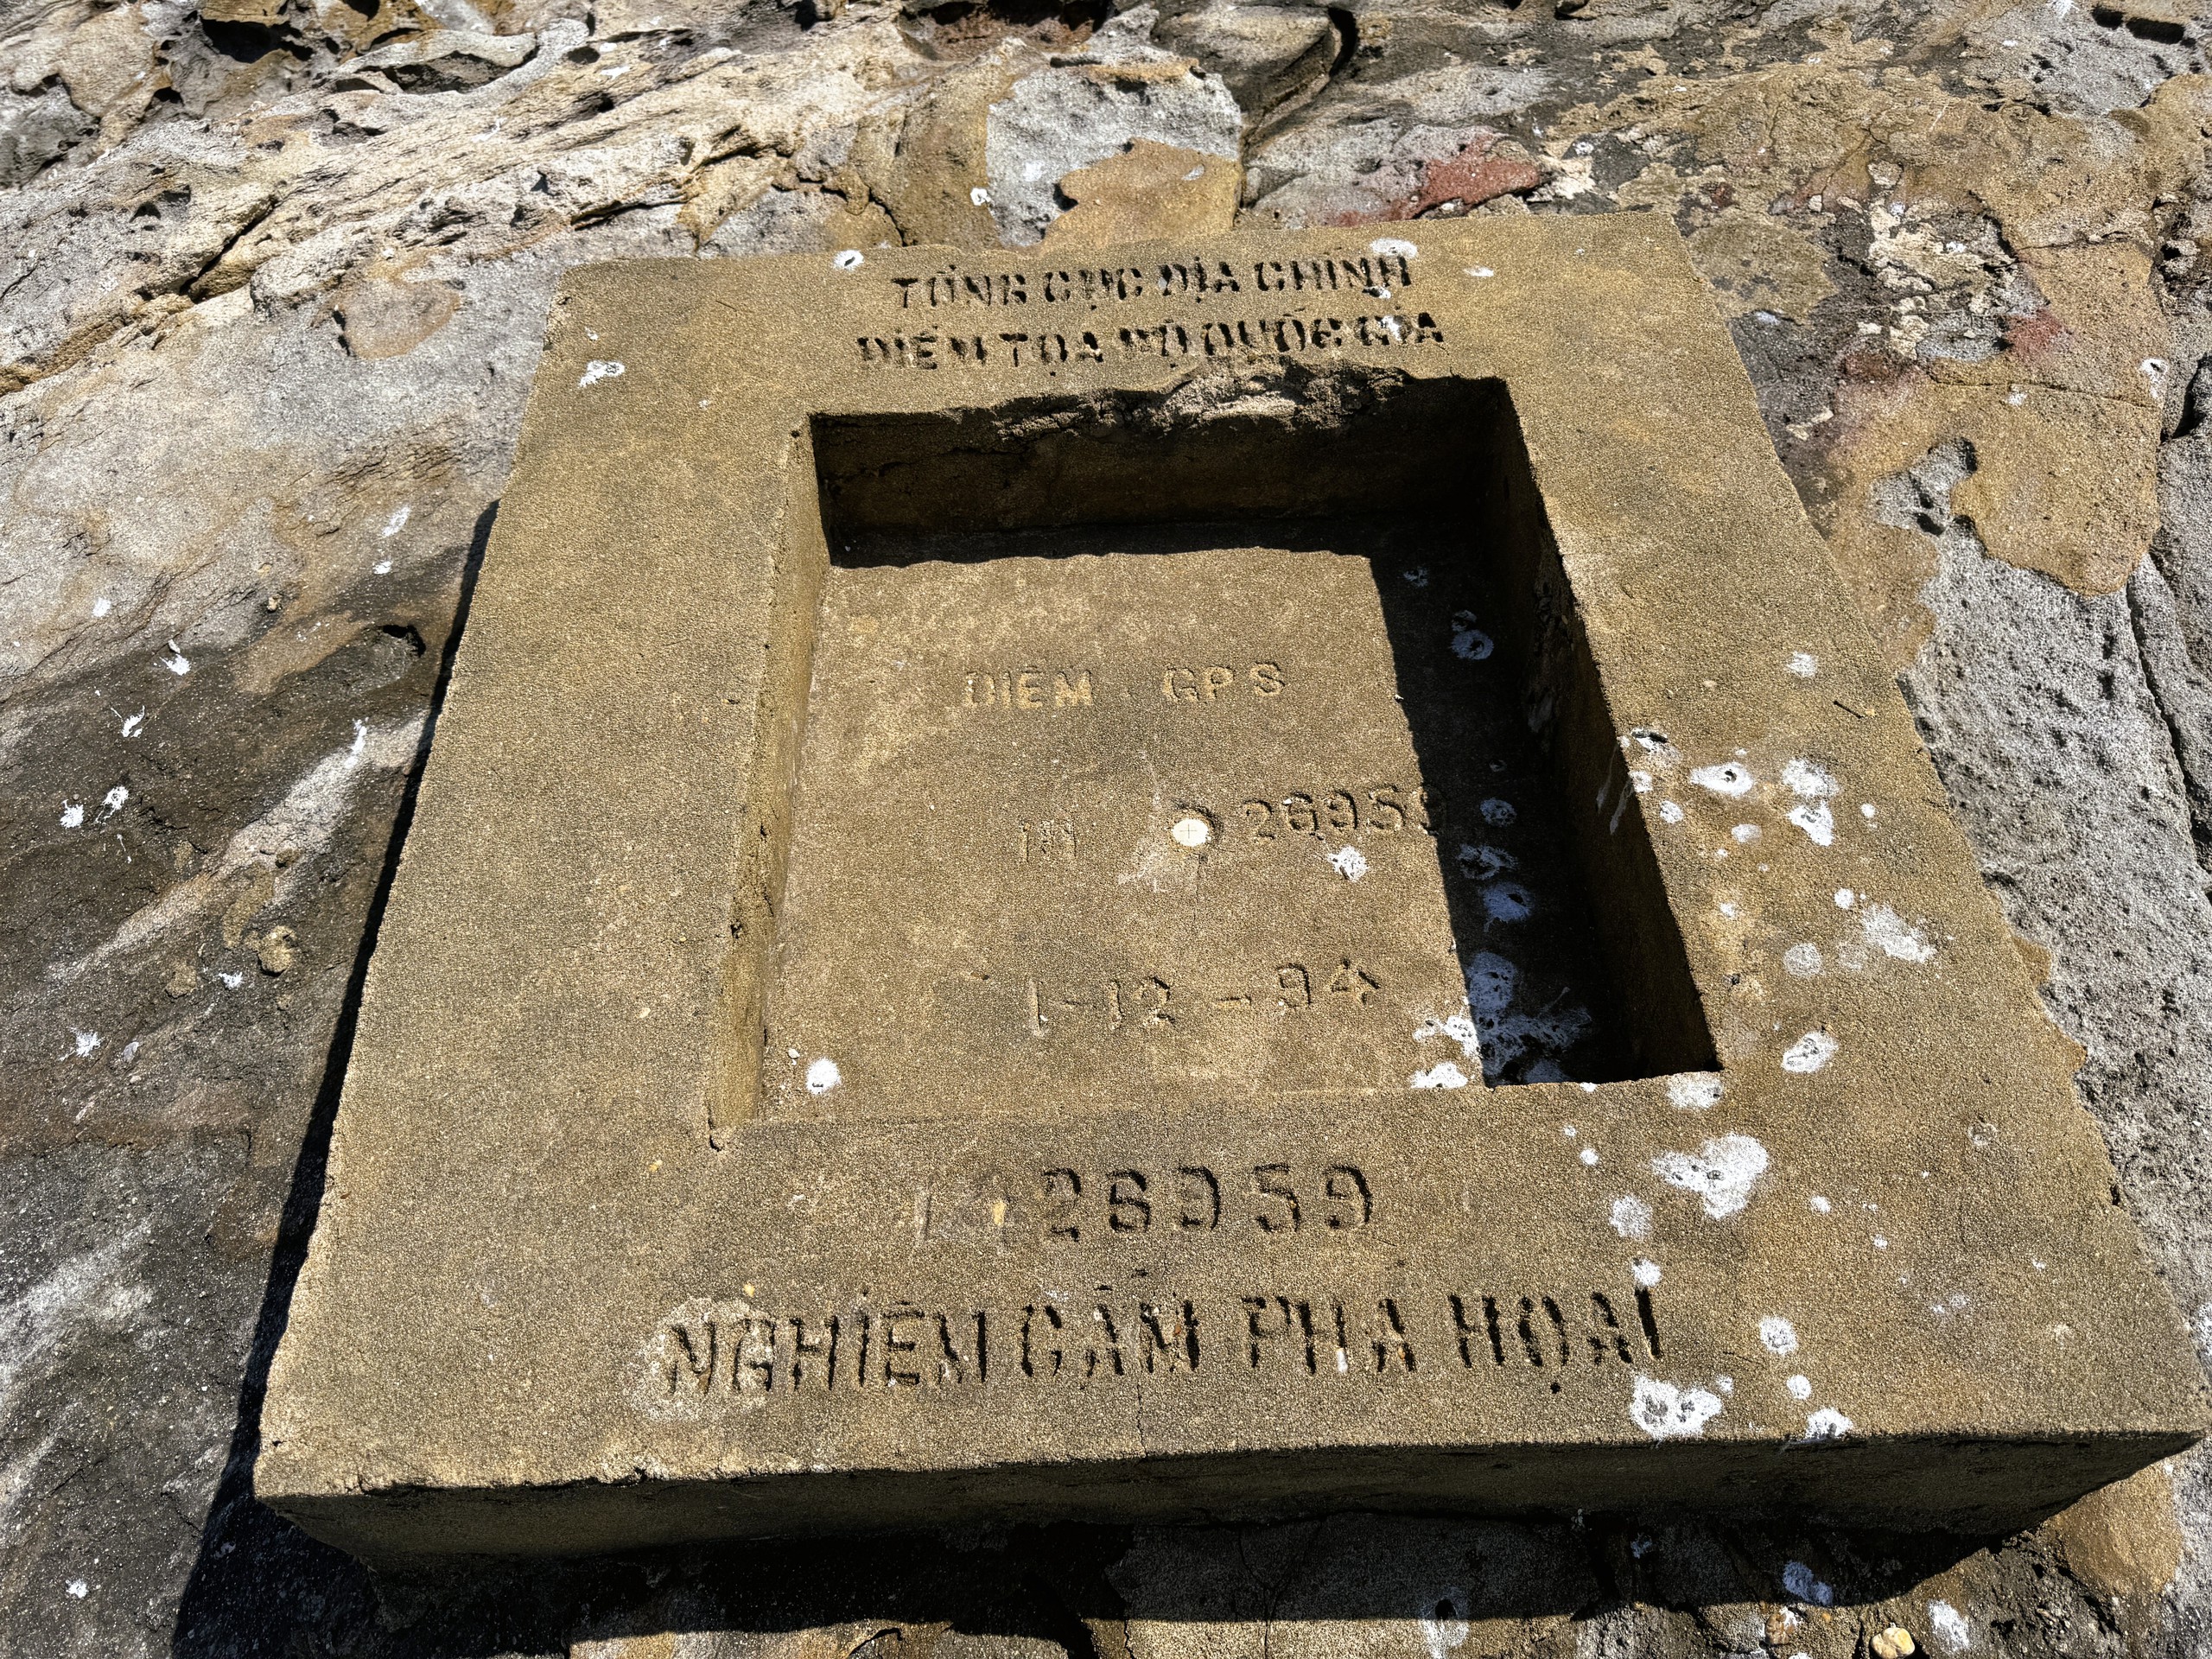 TỔNG CỤC ĐỊA CHÍNH
ĐIỂM TỌA ĐỘ QUỐC GIA
ĐIỂM GPS
26959
1-12-94
26959
NGHIÊM CẤM PHÁ HOẠI